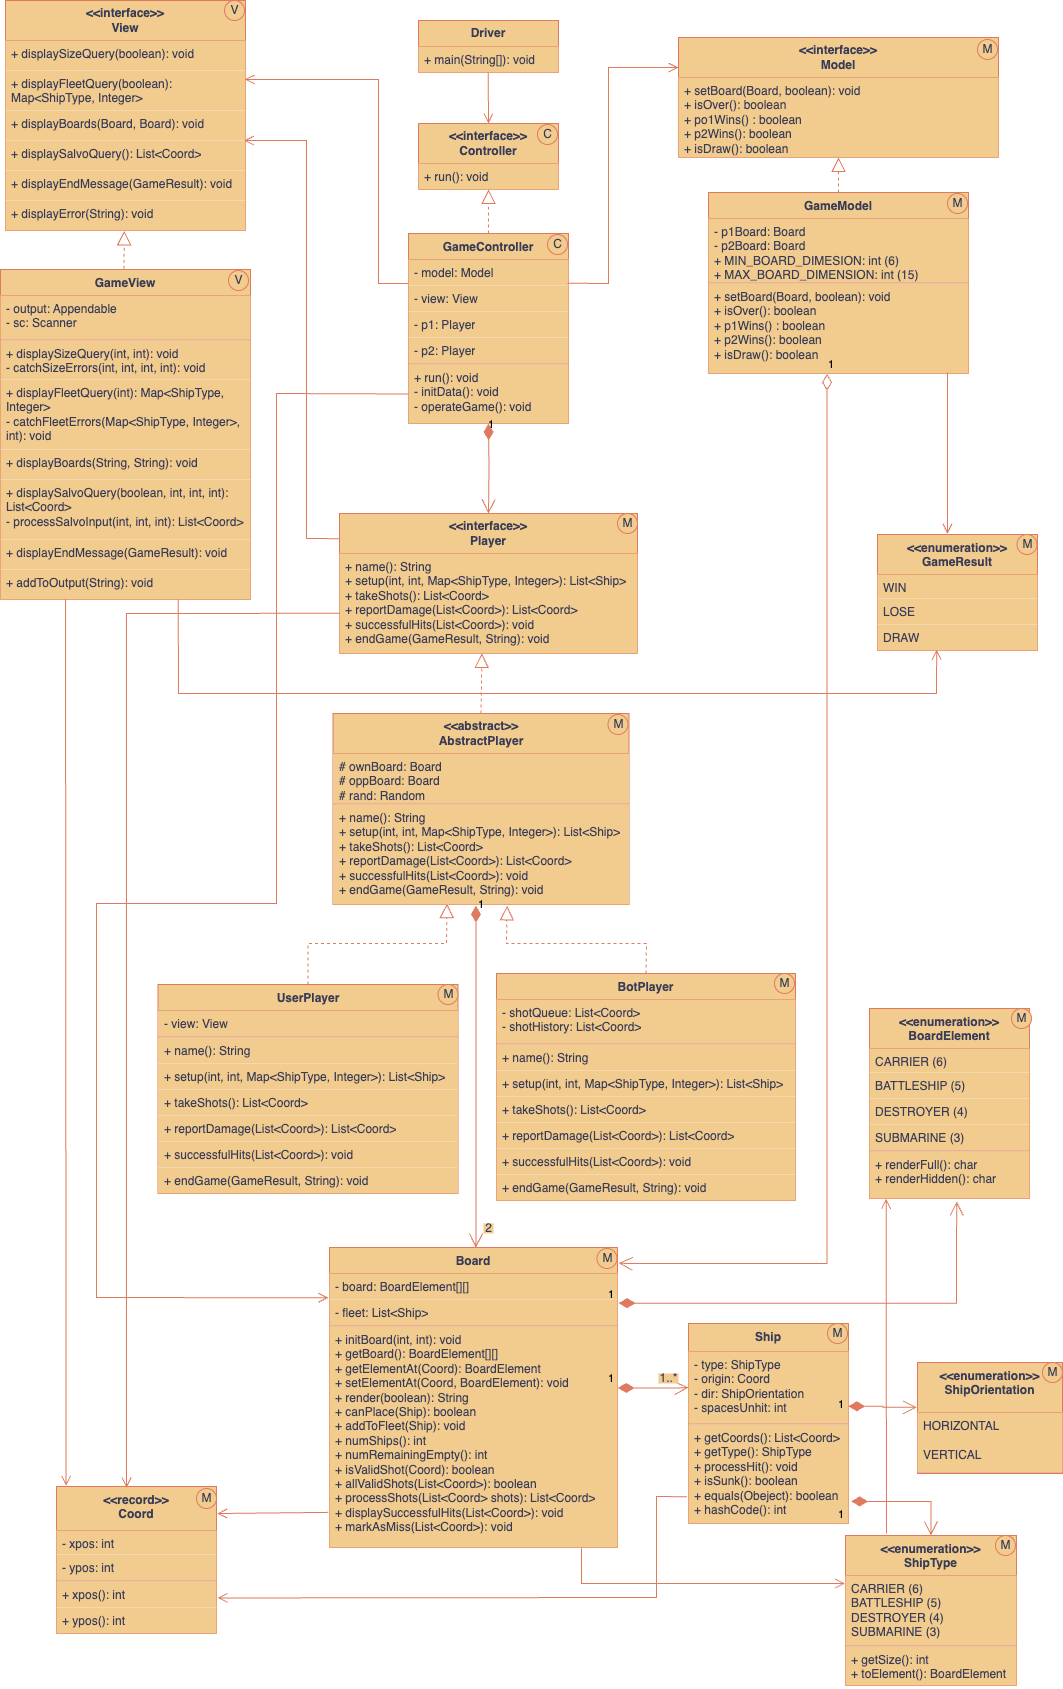 <<interface>>
View
V
+ displaySizeQuery(boolean): void
+ displayFleetQuery(boolean):
Map<ShipType, Integer>
+ displayBoards(Board, Board): void
+ displaySalvoQuery(): List<Coord>
+ displayEndMessage(GameResult): void
+ displayError(String): void
Driver
+ main(String[]): void
<<interface>>
Controller
C
+ run(): void
<<interface>>
Model
M
+ setBoard(Board, boolean): void
+ isOver(): boolean
+ po1Wins() : boolean
+ p2Wins(): boolean
+ isDraw(): boolean
GameModel
M
- p1Board: Board
- p2Board: Board
+ MIN_BOARD_DIMESION: int (6)
+ MAX_BOARD_DIMENSION: int (15)
+ setBoard(Board, boolean): void
+ isOver(): boolean
+ p1Wins() : boolean
+ p2Wins(): boolean
+ isDraw(): boolean
1
GameController
C
- model: Model
- view: View
- p1: Player
- p2: Player
+ run(): void
- initData(): void
- operateGame(): void
1
GameView
V
- output: Appendable
- sc: Scanner
+ displaySizeQuery(int, int): void
- catchSizeErrors(int, int, int, int): void
+ displayFleetQuery(int): Map<ShipType,
Integer>
- catchFleetErrors(Map<ShipType, Integer>,
int): void
+ displayBoards(String, String): void
+ displaySalvoQuery(boolean, int, int, int):
List<Coord>
- processSalvoInput(int, int, int): List<Coord>
+ displayEndMessage(GameResult): void
+ addToOutput(String): void
<<interface>>
Player
M
+ name(): String
+ setup(int, int, Map<ShipType, Integer>): List<Ship>
+ takeShots(): List<Coord>
+ reportDamage(List<Coord>): List<Coord>
+ successfulHits(List<Coord>): void
+ endGame(GameResult, String): void
<<enumeration>>
GameResult
M
WIN
LOSE
DRAW
<<abstract>>
AbstractPlayer
M
# ownBoard: Board
# oppBoard: Board
# rand: Random
+ name(): String
+ setup(int, int, Map<ShipType, Integer>): List<Ship>
+ takeShots(): List<Coord>
+ reportDamage(List<Coord>): List<Coord>
+ successfulHits(List<Coord>): void
+ endGame(GameResult, String): void
1
UserPlayer
M
- view: View
+ name(): String
+ setup(int, int, Map<ShipType, Integer>): List<Ship>
+ takeShots(): List<Coord>
+ reportDamage(List<Coord>): List<Coord>
+ successfulHits(List<Coord>): void
+ endGame(GameResult, String): void
BotPlayer
M
- shotQueue: List<Coord>
- shotHistory: List<Coord>
+ name(): String
+ setup(int, int, Map<ShipType, Integer>): List<Ship>
+ takeShots(): List<Coord>
+ reportDamage(List<Coord>): List<Coord>
+ successfulHits(List<Coord>): void
+ endGame(GameResult, String): void
<<enumeration>>
BoardElement
M
CARRIER (6)
BATTLESHIP (5)
DESTROYER (4)
SUBMARINE (3)
+ renderFull(): char
+ renderHidden(): char
2
Board
M
- board: BoardElement[][]
1
- fleet: List<Ship>
+ initBoard(int, int): void
+ getBoard(): BoardElement[][]
+ getElementAt(Coord): BoardElement
+ setElementAt(Coord, BoardElement): void
1
+ render(boolean): String
+ canPlace(Ship): boolean
+ addToFleet(Ship): void
+ numShips(): int
+ numRemainingEmpty(): int
+ isValidShot(Coord): boolean
+ allValidShots(List<Coord>): boolean
+ processShots(List<Coord> shots): List<Coord
+ displaySuccessfulHits(List<Coord>): void
+ markAsMiss(List<Coord>): void
1..*
Ship
M
- type: ShipType
- origin: Coord
- dir: ShipOrientation
- spacesUnhit: int
1
+ getCoords(): List<Coord>
+ getType(): ShipType
+ processHit(): void
+ isSunk(): boolean
+ equals(Obeject): boolean
+ hashCode(): int
1
<<enumeration>>
ShipOrientation
M
HORIZONTAL
VERTICAL
<<record>>
Coord
M
- xpos: int
- ypos: int
+ xpos(): int
+ ypos(): int
<<enumeration>>
ShipType
M
CARRIER (6)
BATTLESHIP (5)
DESTROYER (4)
SUBMARINE (3)
+ getSize(): int
+ toElement(): BoardElement